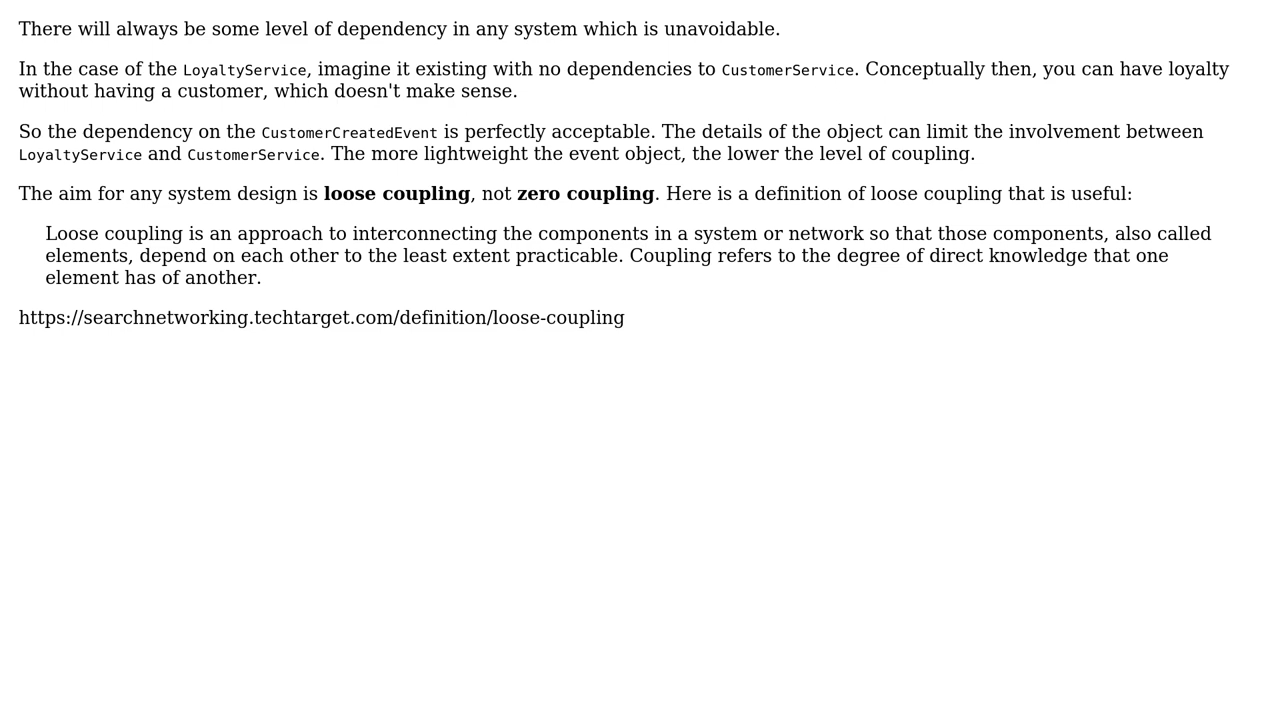 There will always be some level of dependency in any system which is unavoidable.
In the case of the LoyaltyService, imagine it existing with no dependencies to CustomerService. Conceptually then, you can have loyalty
without having a customer, which doesn't make sense.
So the dependency on the CustomerCreatedEvent is perfectly acceptable. The details of the object can limit the involvement between
LoyaltyService and CustomerService. The more lightweight the event object, the lower the level of coupling.
The aim for any system design is loose coupling, not zero coupling. Here is a definition of loose coupling that is useful:
Loose coupling is an approach to interconnecting the components in a system or network so that those components, also called
elements, depend on each other to the least extent practicable. Coupling refers to the degree of direct knowledge that one
element has of another.
https://searchnetworking.techtarget.com/definition/loose-coupling